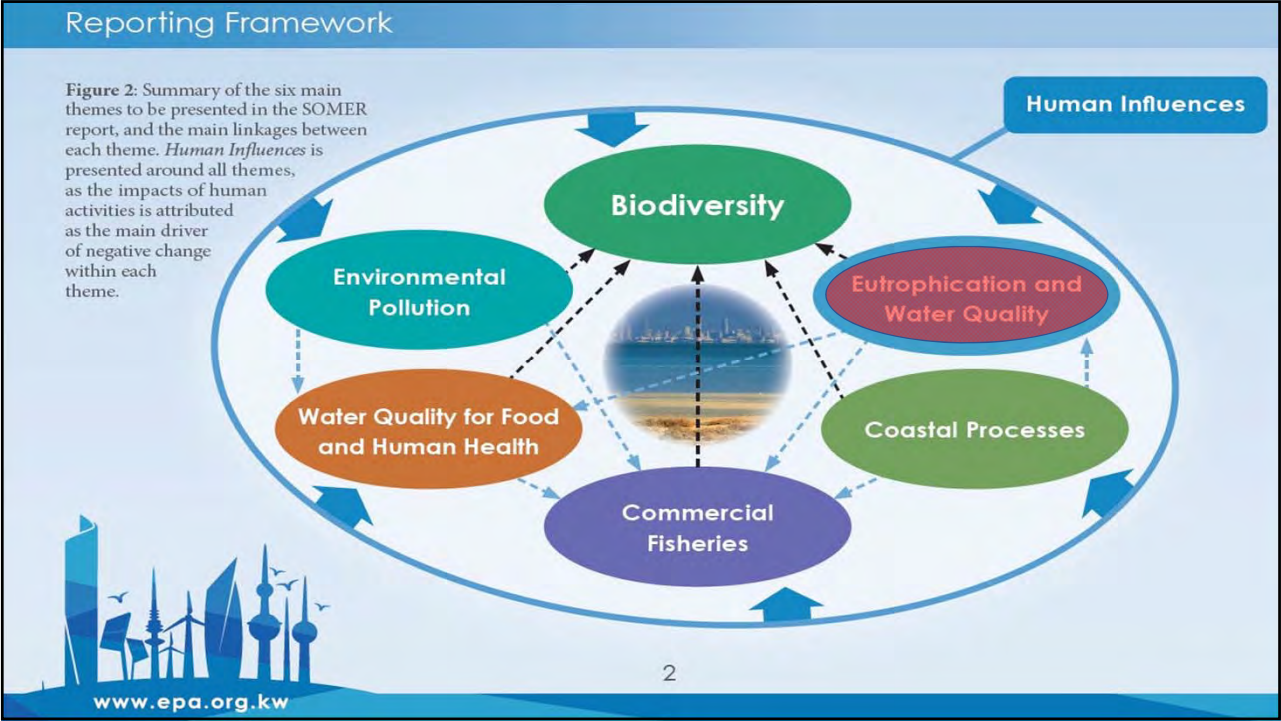 Reporting Framework
Figure 2: Summary of the six main
themes to be presented in the SOMER
report, and the main linkages between
each theme. Human Influences is
presented around all themes,
as the impacts of human
activities is attributed
as the main driver
of negative change
within each
theme.
Human Influences
Biodiversity
Environmental
Pollution
Eutrophication and
Water Quality
Water Quality for Food
and Human Health
Coastal Processes
Commercial
Fisheries
2
www.epa.org.kw